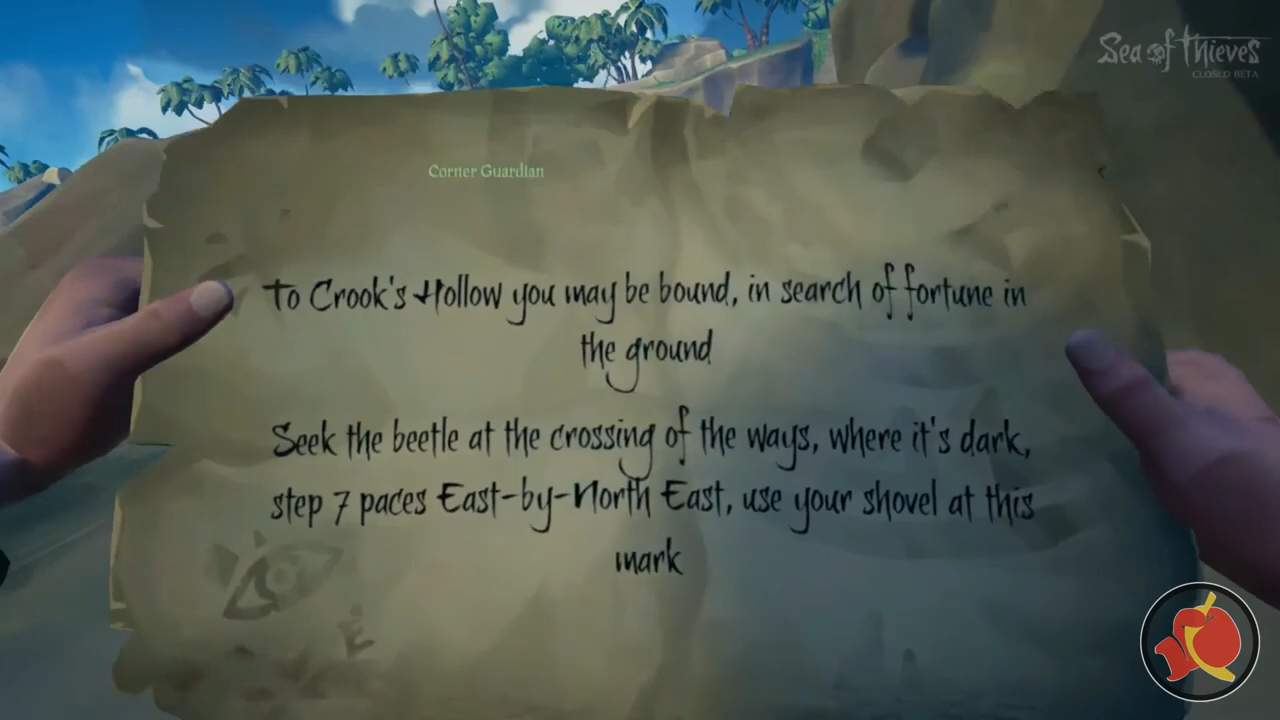 Sea of Thieves
CLOSED BETA
Corner Guardian
To Crook's Hollow you may be bound, in search of fortune in
the ground
Seek the beetle at the crossing of the ways, where it's dark,
step 7 paces East-by-North East, use your shovel at this
mark